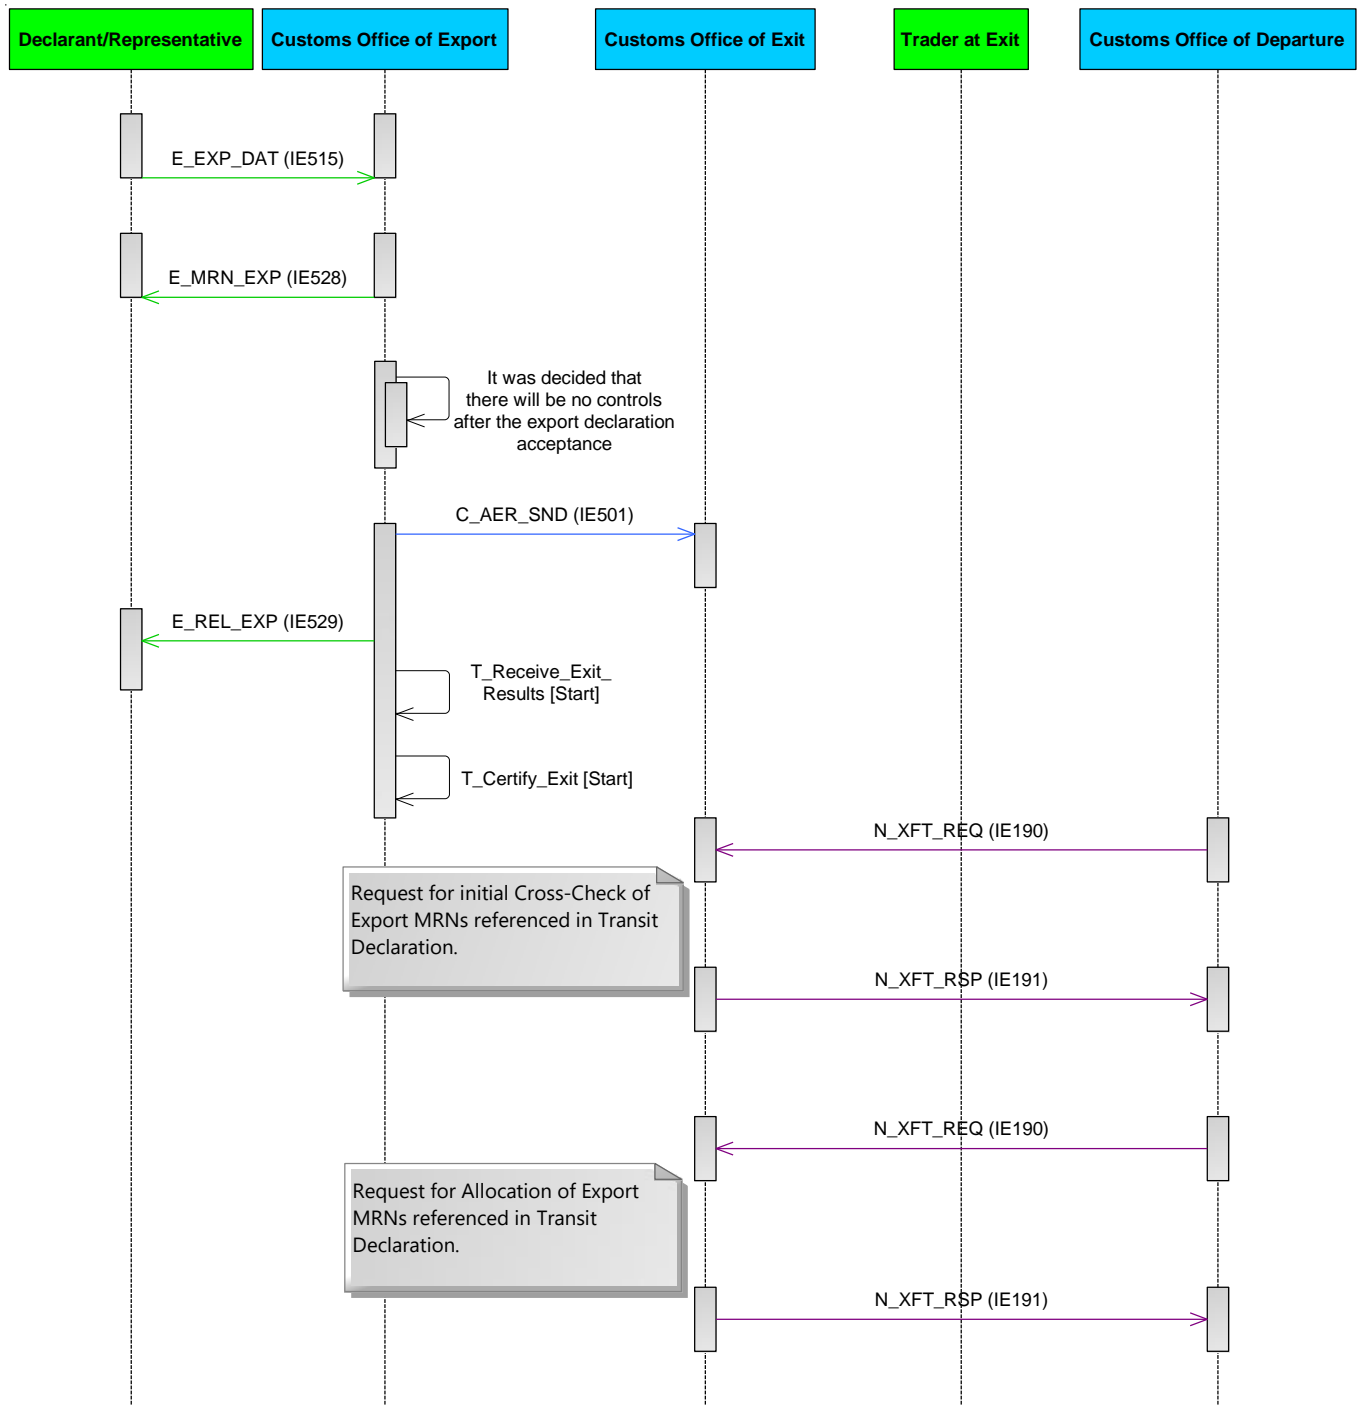 Declarant/Representative
Customs Office of Export
Customs Office of Exit
Trader at Exit
Customs Office of Departure
E_EXP_DAT (IE515)
E_MRN_EXP (IE528)
It was decided that
there will be no controls
after the export declaration
acceptance
C_AER_SND (IE501)
E_REL_EXP (IE529)
T_Receive_Exit_
Results [Start]
T_Certify_Exit [Start]
N_XFT_REQ (IE190)
Request for initial Cross-Check of
Export MRNs referenced in Transit
Declaration.
N_XFT_RSP (IE191)
N_XFT_REQ (IE190)
Request for Allocation of Export
MRNs referenced in Transit
Declaration.
N_XFT_RSP (IE191)